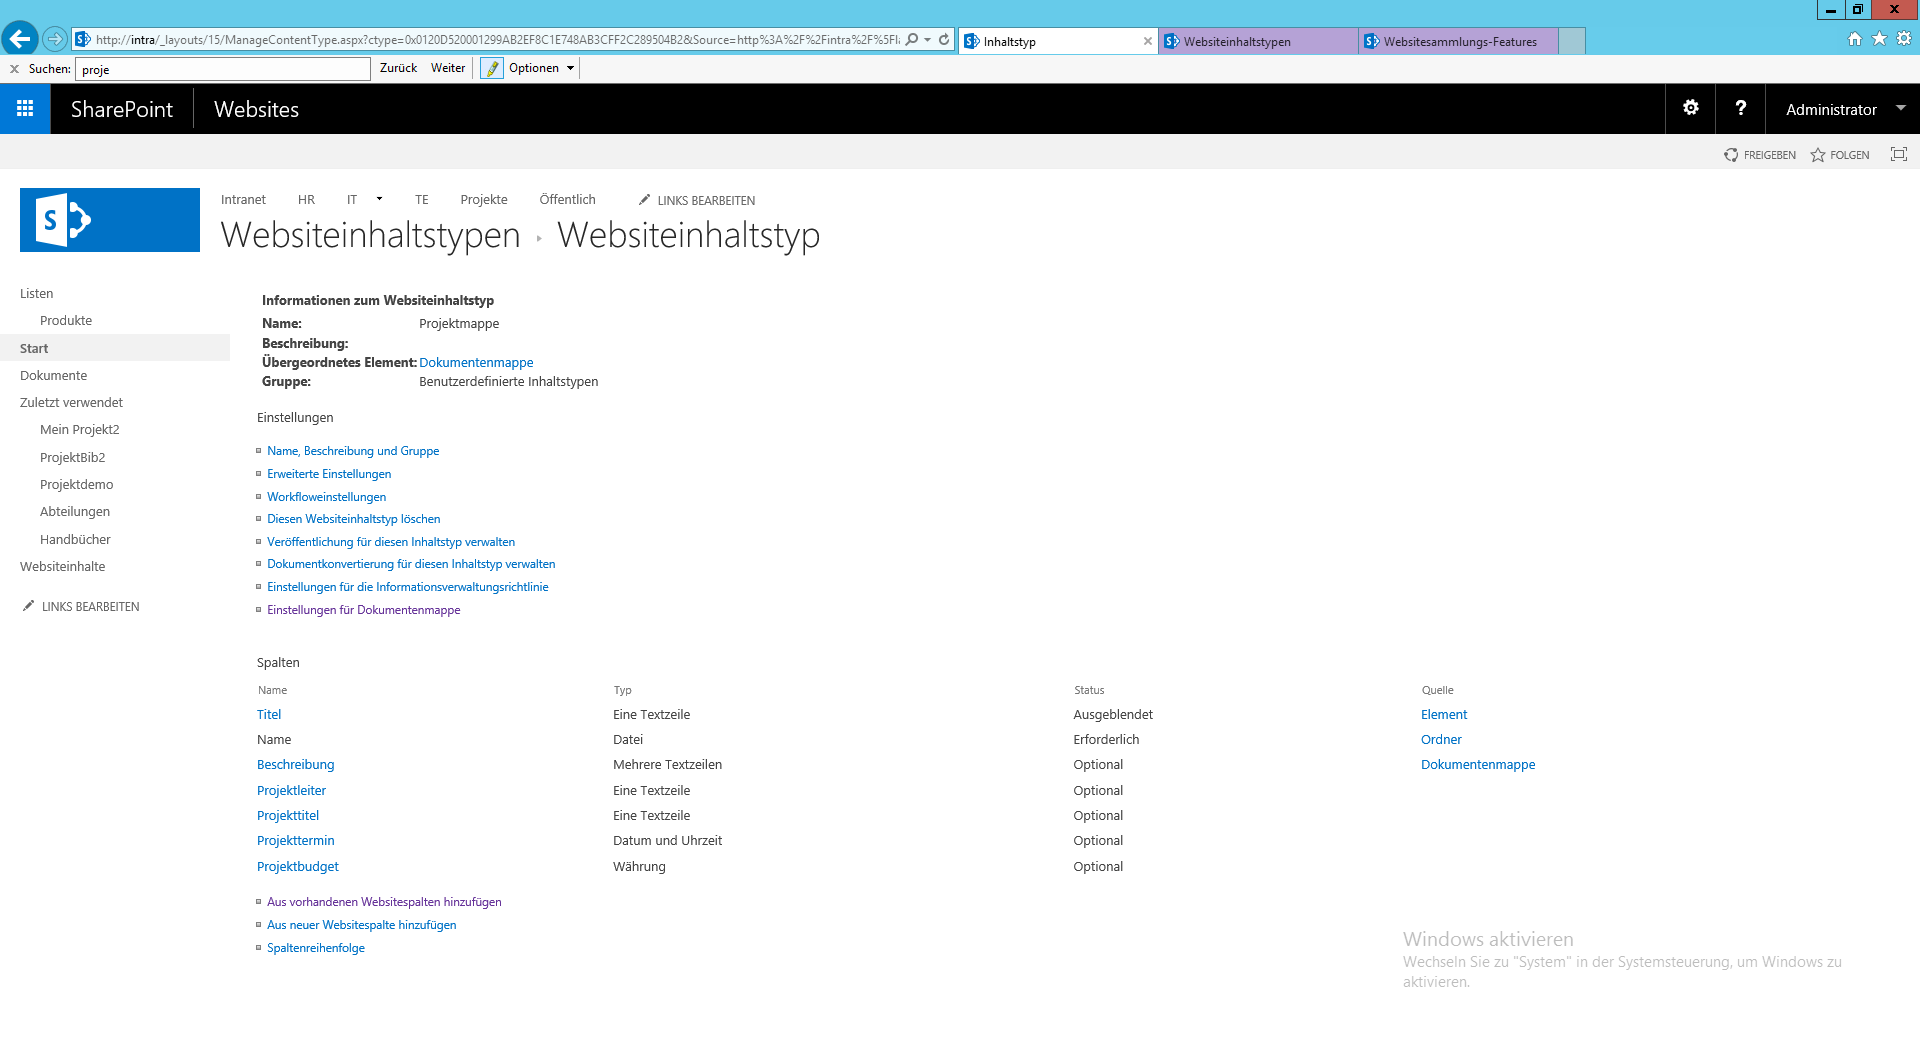 http://intra/_layouts/15/ManageContentType.aspx?ctype=0x0120D520001299AB2EF8C1E748AB3CFF2C289504B2&Source=http%3A%2F%2Fintra%2F%5Fla
Inhaltstyp
Websiteinhaltstypen
Websitesammlungs-Features
x Suchen: proje Zurück Weiter Optionen
SharePoint Websites ? Administrator
FREIGEBEN FOLGEN
S
Intranet HR IT TE Projekte Öffentlich LINKS BEARBEITEN
Websiteinhaltstypen Websiteinhaltstyp
Listen
Produkte
Start
Dokumente
Zuletzt verwendet
Mein Projekt2
ProjektBib2
Projektdemo
Abteilungen
Handbücher
Websiteinhalte
LINKS BEARBEITEN
Informationen zum Websiteinhaltstyp
Name: Projektmappe
Beschreibung:
Übergeordnetes Element: Dokumentenmappe
Gruppe: Benutzerdefinierte Inhaltstypen
Einstellungen
Name, Beschreibung und Gruppe
Erweiterte Einstellungen
Workfloweinstellungen
Diesen Websiteinhaltstyp löschen
Veröffentlichung für diesen Inhaltstyp verwalten
Dokumentkonvertierung für diesen Inhaltstyp verwalten
Einstellungen für die Informationsverwaltungsrichtlinie
Einstellungen für Dokumentenmappe
Spalten
Name Typ Status Quelle
Titel Eine Textzeile Ausgeblendet Element
Name Datei Erforderlich Ordner
Beschreibung Mehrere Textzeilen Optional Dokumentenmappe
Projektleiter Eine Textzeile Optional
Projekttitel Eine Textzeile Optional
Projekttermin Datum und Uhrzeit Optional
Projektbudget Währung Optional
Aus vorhandenen Websitespalten hinzufügen
Aus neuer Websitespalte hinzufügen
Spaltenreihenfolge
Windows aktivieren
Wechseln Sie zu "System" in der Systemsteuerung, um Windows zu
aktivieren.